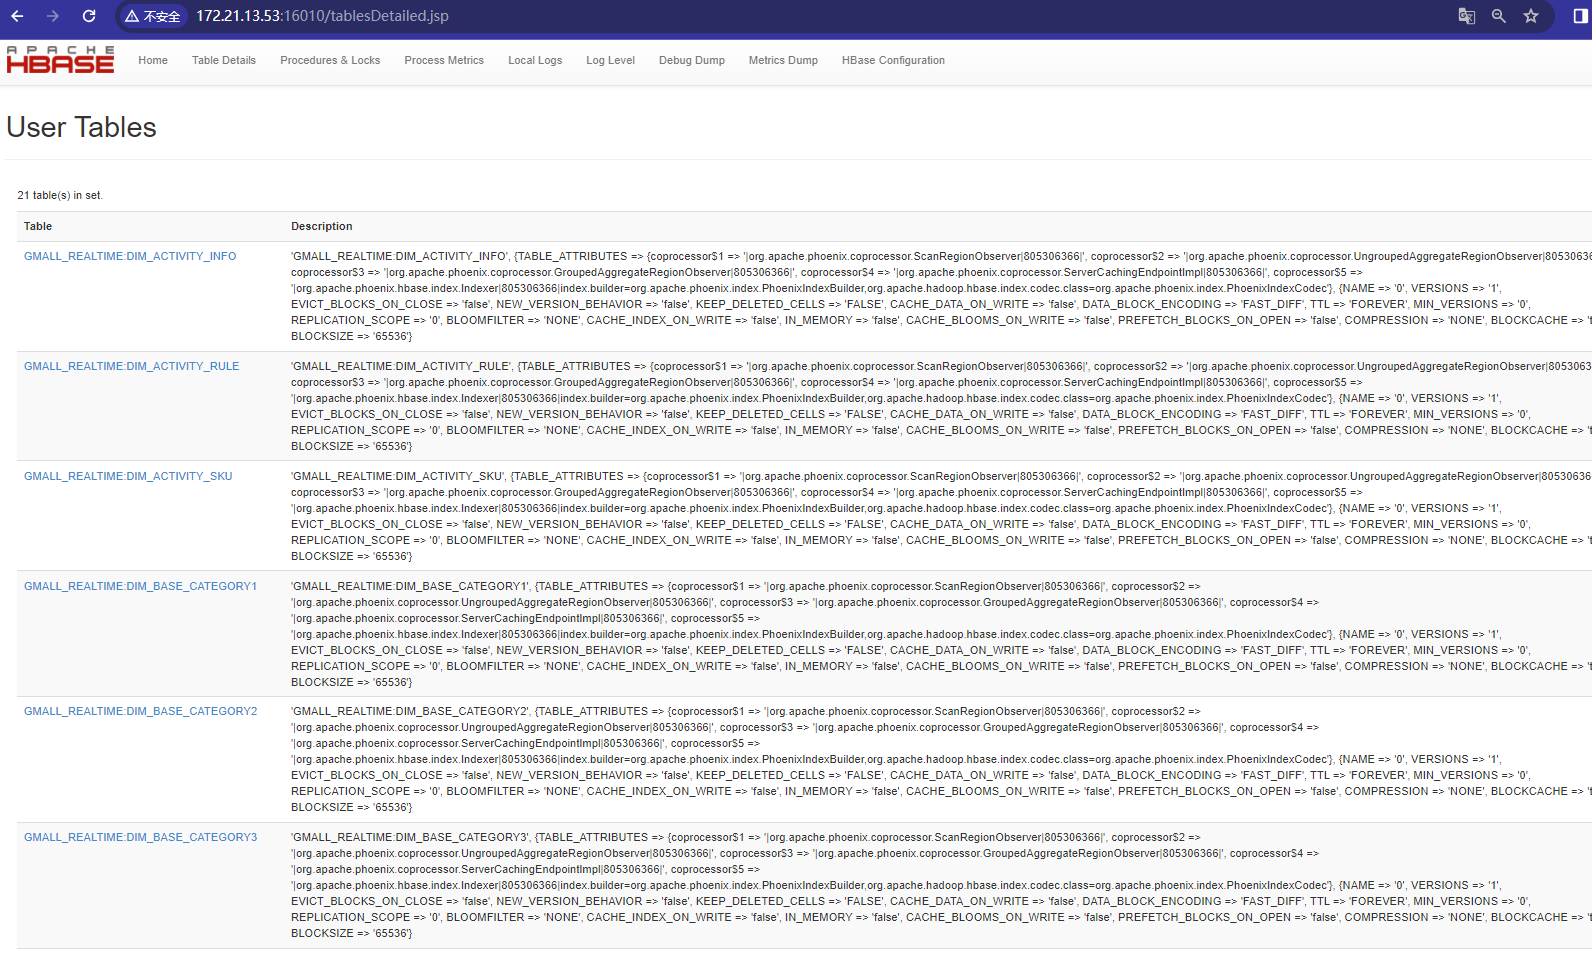 不安全 172.21.13.53:16010/tablesDetailed.jsp
APACHE
HBASE Home Table Details Procedures & Locks Process Metrics Local Logs Log Level Debug Dump Metrics Dump HBase Configuration
User Tables
21 table(s) in set.
Table Description
GMALL_REALTIME:DIM_ACTIVITY_INFO 'GMALL_REALTIME:DIM_ACTIVITY_INFO', {TABLE_ATTRIBUTES => {coprocessor$1 => '|org.apache.phoenix.coprocessor.ScanRegionObserver|805306366|', coprocessor$2 => '|org.apache.phoenix.coprocessor.UngroupedAggregateRegionObserver|8053063
coprocessor$3 => '|org.apache.phoenix.coprocessor.GroupedAggregateRegionObserver|805306366|', coprocessor$4 => '|org.apache.phoenix.coprocessor.ServerCachingEndpointImpl|805306366|', coprocessor$5 =>
'|org.apache.phoenix.hbase.index.Indexer|805306366|index.builder=org.apache.phoenix.index.PhoenixIndexBuilder,org.apache.hadoop.hbase.index.codec.class=org.apache.phoenix.index.PhoenixIndexCodec'}, {NAME => '0', VERSIONS => '1',
EVICT_BLOCKS_ON_CLOSE => 'false', NEW_VERSION_BEHAVIOR => 'false', KEEP_DELETED_CELLS => 'FALSE', CACHE_DATA_ON_WRITE => 'false', DATA_BLOCK_ENCODING => 'FAST_DIFF', TTL => 'FOREVER', MIN_VERSIONS => '0',
REPLICATION_SCOPE => '0', BLOOMFILTER => 'NONE', CACHE_INDEX_ON_WRITE => 'false', IN_MEMORY => 'false', CACHE_BLOOMS_ON_WRITE => 'false', PREFETCH_BLOCKS_ON_OPEN => 'false', COMPRESSION => 'NONE', BLOCKCACHE => 't
BLOCKSIZE => '65536'}
GMALL_REALTIME:DIM_ACTIVITY_RULE 'GMALL_REALTIME:DIM_ACTIVITY_RULE', {TABLE_ATTRIBUTES => {coprocessor$1 => '|org.apache.phoenix.coprocessor.ScanRegionObserver|805306366|', coprocessor$2 => '|org.apache.phoenix.coprocessor.UngroupedAggregateRegionObserver|805306
coprocessor$3 => '|org.apache.phoenix.coprocessor.GroupedAggregateRegionObserver|805306366|', coprocessor$4 => '|org.apache.phoenix.coprocessor.ServerCachingEndpointImpl|805306366|', coprocessor$5 =>
'|org.apache.phoenix.hbase.index.Indexer|805306366|index.builder=org.apache.phoenix.index.PhoenixIndexBuilder,org.apache.hadoop.hbase.index.codec.class=org.apache.phoenix.index.PhoenixIndexCodec'}, {NAME => '0', VERSIONS => '1',
EVICT_BLOCKS_ON_CLOSE => 'false', NEW_VERSION_BEHAVIOR => 'false', KEEP_DELETED_CELLS => 'FALSE', CACHE_DATA_ON_WRITE => 'false', DATA_BLOCK_ENCODING => 'FAST_DIFF', TTL => 'FOREVER', MIN_VERSIONS => '0',
REPLICATION_SCOPE => '0', BLOOMFILTER => 'NONE', CACHE_INDEX_ON_WRITE => 'false', IN_MEMORY => 'false', CACHE_BLOOMS_ON_WRITE => 'false', PREFETCH_BLOCKS_ON_OPEN => 'false', COMPRESSION => 'NONE', BLOCKCACHE => 't
BLOCKSIZE => '65536'}
GMALL_REALTIME:DIM_ACTIVITY_SKU 'GMALL_REALTIME:DIM_ACTIVITY_SKU', {TABLE_ATTRIBUTES => {coprocessor$1 => '|org.apache.phoenix.coprocessor.ScanRegionObserver|805306366|', coprocessor$2 => '|org.apache.phoenix.coprocessor.UngroupedAggregateRegionObserver|80530636
coprocessor$3 => '|org.apache.phoenix.coprocessor.GroupedAggregateRegionObserver|805306366|', coprocessor$4 => '|org.apache.phoenix.coprocessor.ServerCachingEndpointImpl|805306366|', coprocessor$5 =>
'|org.apache.phoenix.hbase.index.Indexer|805306366|index.builder=org.apache.phoenix.index.PhoenixIndexBuilder,org.apache.hadoop.hbase.index.codec.class=org.apache.phoenix.index.PhoenixIndexCodec'}, {NAME => '0', VERSIONS => '1',
EVICT_BLOCKS_ON_CLOSE => 'false', NEW_VERSION_BEHAVIOR => 'false', KEEP_DELETED_CELLS => 'FALSE', CACHE_DATA_ON_WRITE => 'false', DATA_BLOCK_ENCODING => 'FAST_DIFF', TTL => 'FOREVER', MIN_VERSIONS => '0',
REPLICATION_SCOPE => '0', BLOOMFILTER => 'NONE', CACHE_INDEX_ON_WRITE => 'false', IN_MEMORY => 'false', CACHE_BLOOMS_ON_WRITE => 'false', PREFETCH_BLOCKS_ON_OPEN => 'false', COMPRESSION => 'NONE', BLOCKCACHE => 't
BLOCKSIZE => '65536'}
GMALL_REALTIME:DIM_BASE_CATEGORY1 'GMALL_REALTIME:DIM_BASE_CATEGORY1', {TABLE_ATTRIBUTES => {coprocessor$1 => '|org.apache.phoenix.coprocessor.ScanRegionObserver|805306366|', coprocessor$2 =>
'|org.apache.phoenix.coprocessor.UngroupedAggregateRegionObserver|805306366|', coprocessor$3 => '|org.apache.phoenix.coprocessor.GroupedAggregateRegionObserver|805306366|', coprocessor$4 =>
'|org.apache.phoenix.coprocessor.ServerCachingEndpointImpl|805306366|', coprocessor$5 =>
'|org.apache.phoenix.hbase.index.Indexer|805306366|index.builder=org.apache.phoenix.index.PhoenixIndexBuilder,org.apache.hadoop.hbase.index.codec.class=org.apache.phoenix.index.PhoenixIndexCodec'}, {NAME => '0', VERSIONS => '1',
EVICT_BLOCKS_ON_CLOSE => 'false', NEW_VERSION_BEHAVIOR => 'false', KEEP_DELETED_CELLS => 'FALSE', CACHE_DATA_ON_WRITE => 'false', DATA_BLOCK_ENCODING => 'FAST_DIFF', TTL => 'FOREVER', MIN_VERSIONS => '0',
REPLICATION_SCOPE => '0', BLOOMFILTER => 'NONE', CACHE_INDEX_ON_WRITE => 'false', IN_MEMORY => 'false', CACHE_BLOOMS_ON_WRITE => 'false', PREFETCH_BLOCKS_ON_OPEN => 'false', COMPRESSION => 'NONE', BLOCKCACHE => 't
BLOCKSIZE => '65536'}
GMALL_REALTIME:DIM_BASE_CATEGORY2 'GMALL_REALTIME:DIM_BASE_CATEGORY2', {TABLE_ATTRIBUTES => {coprocessor$1 => '|org.apache.phoenix.coprocessor.ScanRegionObserver|805306366|', coprocessor$2 =>
'|org.apache.phoenix.coprocessor.UngroupedAggregateRegionObserver|805306366|', coprocessor$3 => '|org.apache.phoenix.coprocessor.GroupedAggregateRegionObserver|805306366|', coprocessor$4 =>
'|org.apache.phoenix.coprocessor.ServerCachingEndpointImpl|805306366|', coprocessor$5 =>
'|org.apache.phoenix.hbase.index.Indexer|805306366|index.builder=org.apache.phoenix.index.PhoenixIndexBuilder,org.apache.hadoop.hbase.index.codec.class=org.apache.phoenix.index.PhoenixIndexCodec'}, {NAME => '0', VERSIONS => '1',
EVICT_BLOCKS_ON_CLOSE => 'false', NEW_VERSION_BEHAVIOR => 'false', KEEP_DELETED_CELLS => 'FALSE', CACHE_DATA_ON_WRITE => 'false', DATA_BLOCK_ENCODING => 'FAST_DIFF', TTL => 'FOREVER', MIN_VERSIONS => '0',
REPLICATION_SCOPE => '0', BLOOMFILTER => 'NONE', CACHE_INDEX_ON_WRITE => 'false', IN_MEMORY => 'false', CACHE_BLOOMS_ON_WRITE => 'false', PREFETCH_BLOCKS_ON_OPEN => 'false', COMPRESSION => 'NONE', BLOCKCACHE => 't
BLOCKSIZE => '65536'}
GMALL_REALTIME:DIM_BASE_CATEGORY3 'GMALL_REALTIME:DIM_BASE_CATEGORY3', {TABLE_ATTRIBUTES => {coprocessor$1 => '|org.apache.phoenix.coprocessor.ScanRegionObserver|805306366|', coprocessor$2 =>
'|org.apache.phoenix.coprocessor.UngroupedAggregateRegionObserver|805306366|', coprocessor$3 => '|org.apache.phoenix.coprocessor.GroupedAggregateRegionObserver|805306366|', coprocessor$4 =>
'|org.apache.phoenix.coprocessor.ServerCachingEndpointImpl|805306366|', coprocessor$5 =>
'|org.apache.phoenix.hbase.index.Indexer|805306366|index.builder=org.apache.phoenix.index.PhoenixIndexBuilder,org.apache.hadoop.hbase.index.codec.class=org.apache.phoenix.index.PhoenixIndexCodec'}, {NAME => '0', VERSIONS => '1',
EVICT_BLOCKS_ON_CLOSE => 'false', NEW_VERSION_BEHAVIOR => 'false', KEEP_DELETED_CELLS => 'FALSE', CACHE_DATA_ON_WRITE => 'false', DATA_BLOCK_ENCODING => 'FAST_DIFF', TTL => 'FOREVER', MIN_VERSIONS => '0',
REPLICATION_SCOPE => '0', BLOOMFILTER => 'NONE', CACHE_INDEX_ON_WRITE => 'false', IN_MEMORY => 'false', CACHE_BLOOMS_ON_WRITE => 'false', PREFETCH_BLOCKS_ON_OPEN => 'false', COMPRESSION => 'NONE', BLOCKCACHE => 't
BLOCKSIZE => '65536'}